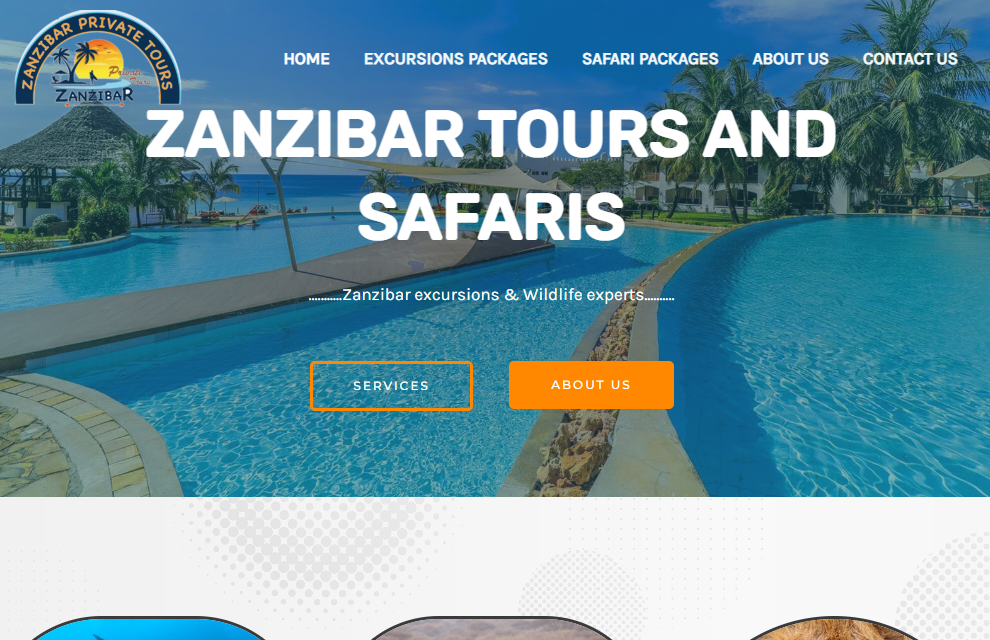 ZANZIBAR PRIVATE TOURS
Private
Tours
ZANZIBAR
HOME EXCURSIONS PACKAGES SAFARI PACKAGES ABOUT US CONTACT US
ZANZIBAR TOURS AND
SAFARIS
...........Zanzibar excursions & Wildlife experts..........
SERVICES ABOUT US